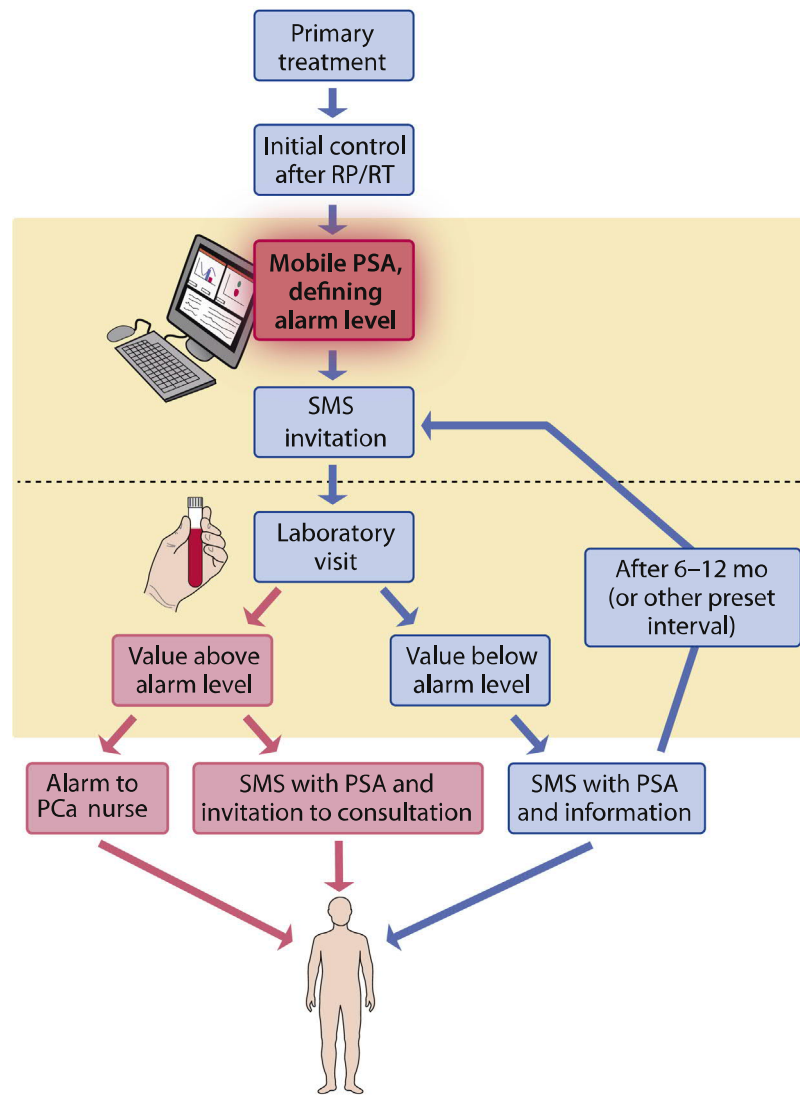 Primary
treatment
Initial control
after RP/RT
Mobile PSA,
defining
alarm level
SMS
invitation
Laboratory
visit
After 6–12 mo
(or other preset
interval)
Value above
alarm level
Value below
alarm level
Alarm to
PCa nurse
SMS with PSA and
invitation to consultation
SMS with PSA
and information